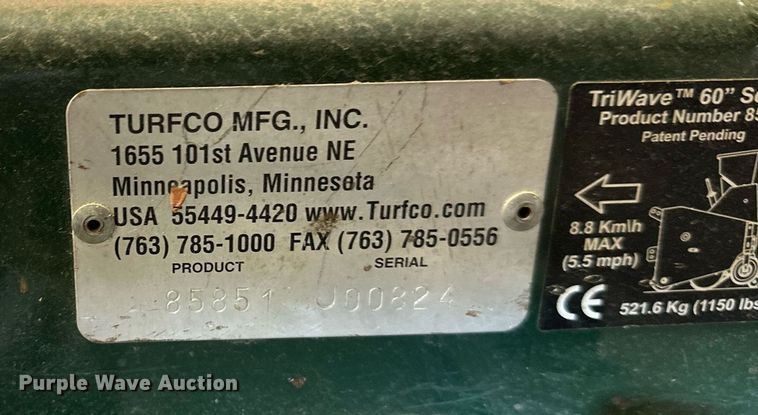 TURFCO MFG., INC.
1655 101st Avenue NE
Minneapolis, Minnesota
USA 55449-4420 www.Turfco.com
(763) 785-1000 FAX (763) 785-0556
PRODUCT SERIAL
85851 J00824
TriWave™ 60”
Product Number
Patent Pending
8.8 Kmlh
MAX
(5.5 mph)
CE 521.6 Kg (1150 lbs
Purple Wave Auction